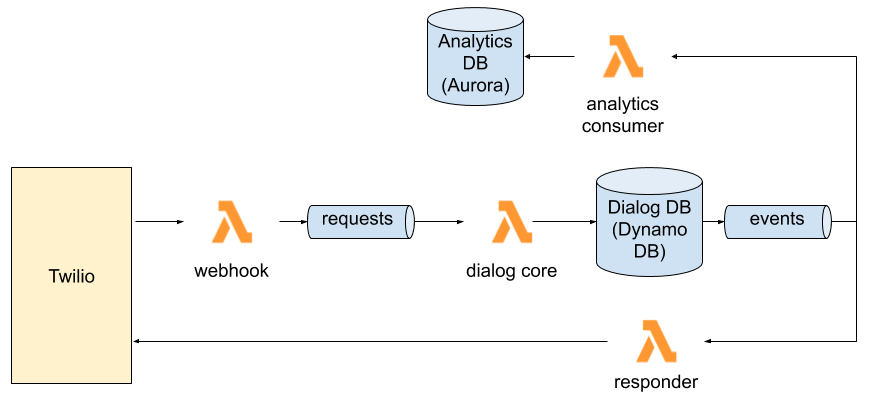 Analytics
DB
(Aurora)
analytics
consumer
Twilio
webhook
requests
dialog core
Dialog DB
(Dynamo
DB)
events
responder